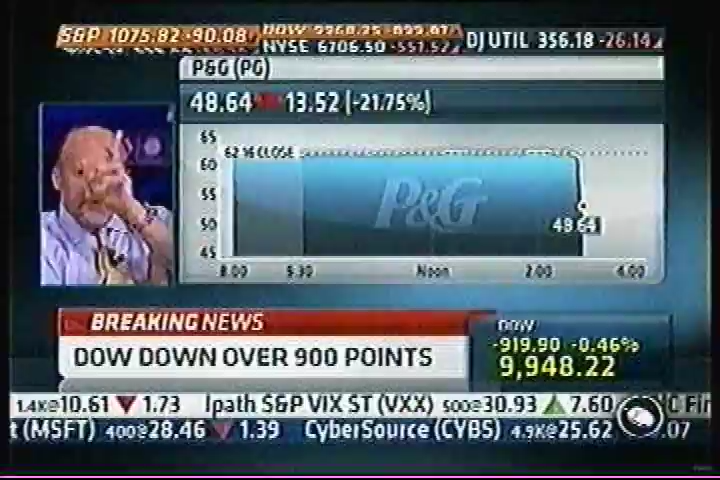 S&P 1075.82 -90.08
NYSE 6706.50 -557.52
DJ UTIL 356.18 -26.14
P&G (PG)
48.64 13.52 (-21.75%)
65
62.16 CLOSE
60
55
50
45
P&G
48.64
8:00 9:30 Noon 2:00 4:00
BREAKING NEWS
DOW DOWN OVER 900 POINTS
DOW
-919.90 -0.46%
9,948.22
1.4K@10.61 ▼ 1.73 Ipath S&P VIX ST (VXX) 500@30.93 ▲ 7.60 C Fin
t (MSFT) 400@28.46 ▼ 1.39 CyberSource (CYBS) 4.9K@25.62 .07